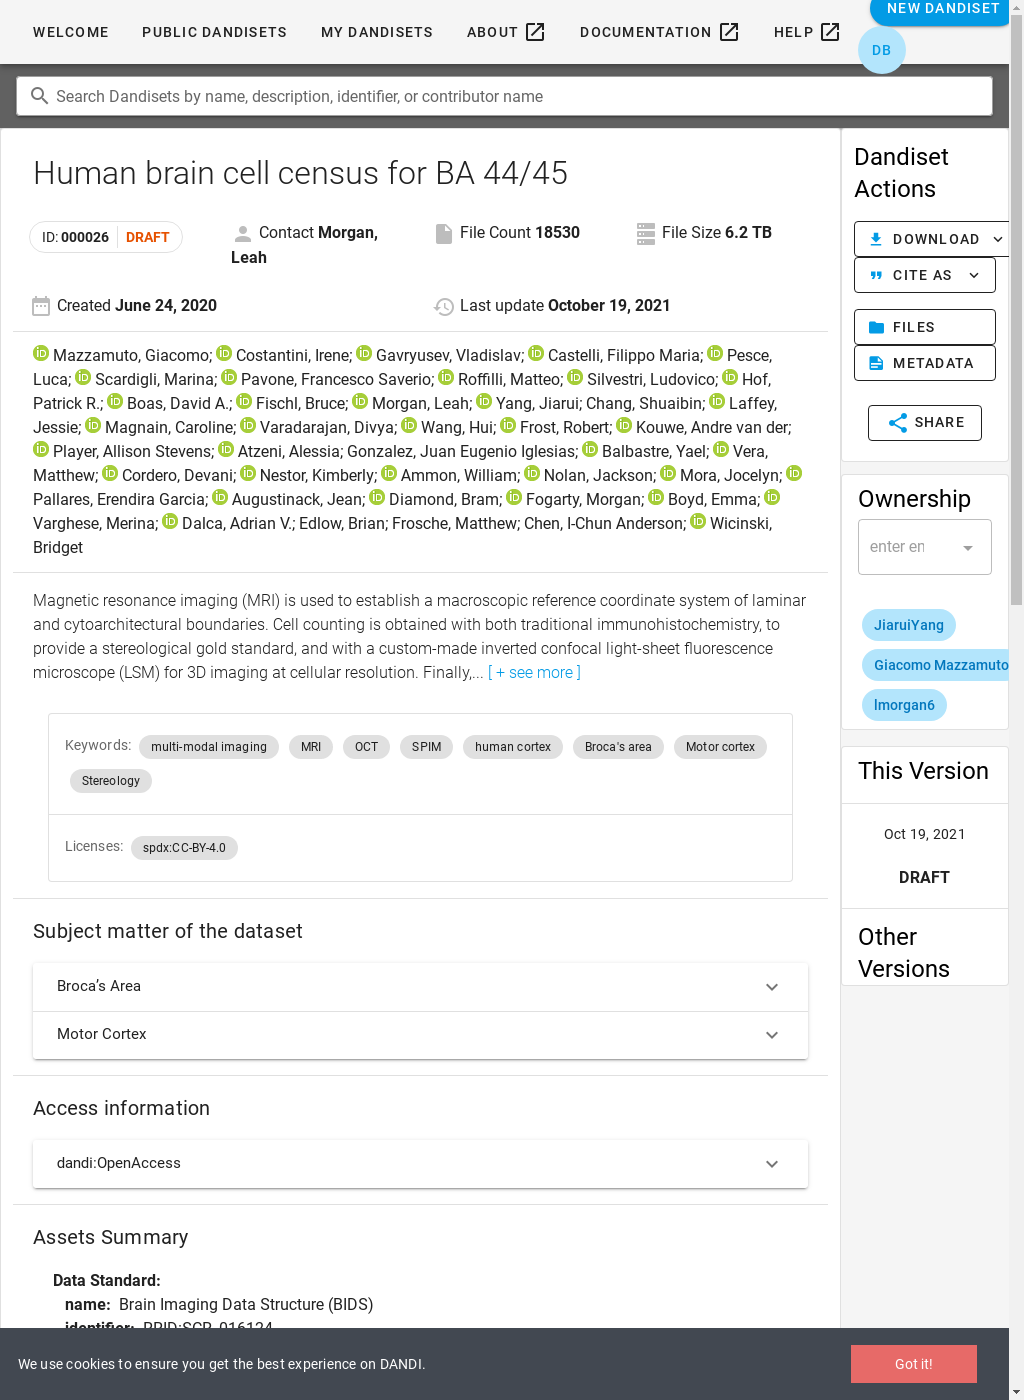 WELCOME PUBLIC DANDISETS MY DANDISETS ABOUT DOCUMENTATION HELP NEW DANDISET
DB
Search Dandisets by name, description, identifier, or contributor name
Human brain cell census for BA 44/45
ID: 000026 DRAFT
Contact Morgan,
Leah
File Count 18530
File Size 6.2 TB
Created June 24, 2020
Last update October 19, 2021
Mazzamuto, Giacomo; Costantini, Irene; Gavryusev, Vladislav; Castelli, Filippo Maria; Pesce,
Luca; Scardigli, Marina; Pavone, Francesco Saverio; Roffilli, Matteo; Silvestri, Ludovico; Hof,
Patrick R.; Boas, David A.; Fischl, Bruce; Morgan, Leah; Yang, Jiarui; Chang, Shuaibin; Laffey,
Jessie; Magnain, Caroline; Varadarajan, Divya; Wang, Hui; Frost, Robert; Kouwe, Andre van der;
Player, Allison Stevens; Atzeni, Alessia; Gonzalez, Juan Eugenio Iglesias; Balbastre, Yael; Vera,
Matthew; Cordero, Devani; Nestor, Kimberly; Ammon, William; Nolan, Jackson; Mora, Jocelyn;
Pallares, Erendira Garcia; Augustinack, Jean; Diamond, Bram; Fogarty, Morgan; Boyd, Emma;
Varghese, Merina; Dalca, Adrian V.; Edlow, Brian; Frosche, Matthew; Chen, I-Chun Anderson; Wicinski,
Bridget
Magnetic resonance imaging (MRI) is used to establish a macroscopic reference coordinate system of laminar
and cytoarchitectural boundaries. Cell counting is obtained with both traditional immunohistochemistry, to
provide a stereological gold standard, and with a custom-made inverted confocal light-sheet fluorescence
microscope (LSM) for 3D imaging at cellular resolution. Finally,... [ + see more ]
Keywords: multi-modal imaging MRI OCT SPIM human cortex Broca's area Motor cortex
Stereology
Licenses: spdx:CC-BY-4.0
Subject matter of the dataset
Broca’s Area
Motor Cortex
Access information
dandi:OpenAccess
Assets Summary
Data Standard:
name: Brain Imaging Data Structure (BIDS)
identifier: RRID:SCR_016124
Dandiset
Actions
DOWNLOAD
CITE AS
FILES
METADATA
SHARE
Ownership
enter en
JiaruiYang
Giacomo Mazzamuto
lmorgan6
This Version
Oct 19, 2021
DRAFT
Other
Versions
We use cookies to ensure you get the best experience on DANDI.
Got it!